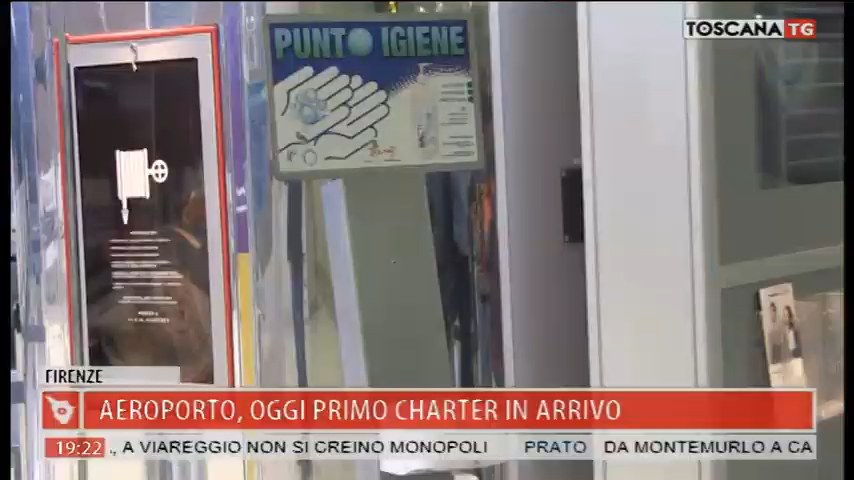 TOSCANA TG
PUNTO IGIENE
FIRENZE
AEROPORTO, OGGI PRIMO CHARTER IN ARRIVO
19:22 ., A VIAREGGIO NON SI CREINO MONOPOLI PRATO DA MONTEMURLO A CA